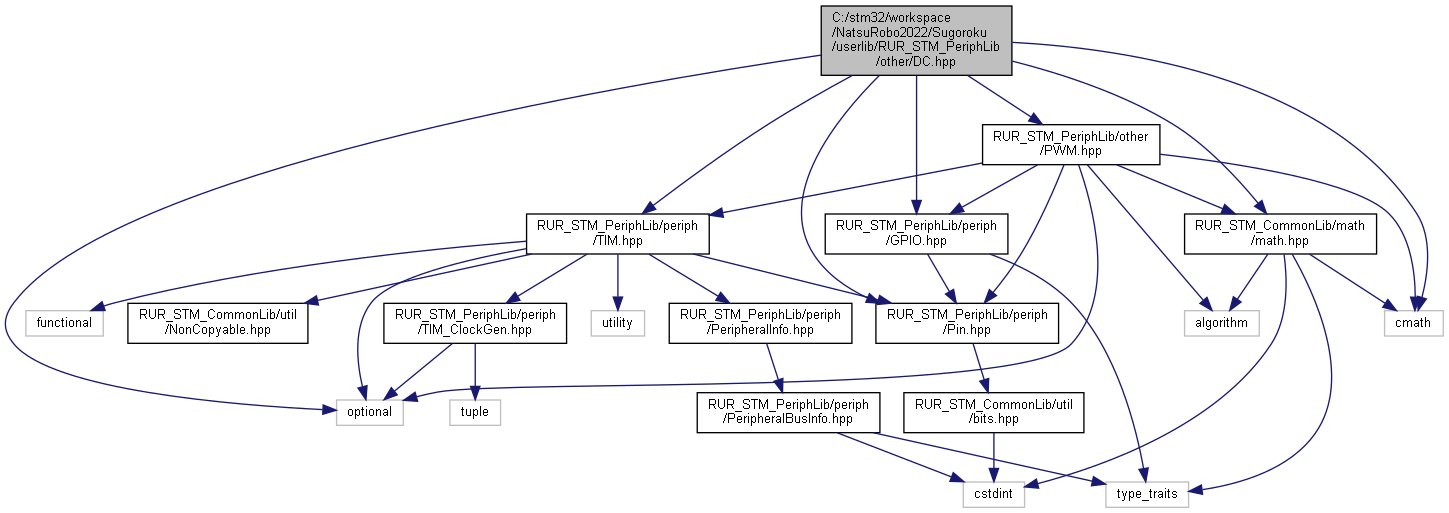 C:/stm32/workspace
/NatsuRobo2022/Sugoroku
/userlib/RUR_STM_PeriphLib
/other/DC.hpp
RUR_STM_PeriphLib/other
/PWM.hpp
RUR_STM_PeriphLib/periph
/TIM.hpp
RUR_STM_PeriphLib/periph
/GPIO.hpp
RUR_STM_CommonLib/math
/math.hpp
functional
RUR_STM_CommonLib/util
/NonCopyable.hpp
RUR_STM_PeriphLib/periph
/TIM_ClockGen.hpp
utility
RUR_STM_PeriphLib/periph
/PeripheralInfo.hpp
RUR_STM_PeriphLib/periph
/Pin.hpp
algorithm
cmath
optional
tuple
RUR_STM_PeriphLib/periph
/PeripheralBusInfo.hpp
RUR_STM_CommonLib/util
/bits.hpp
cstdint
type_traits